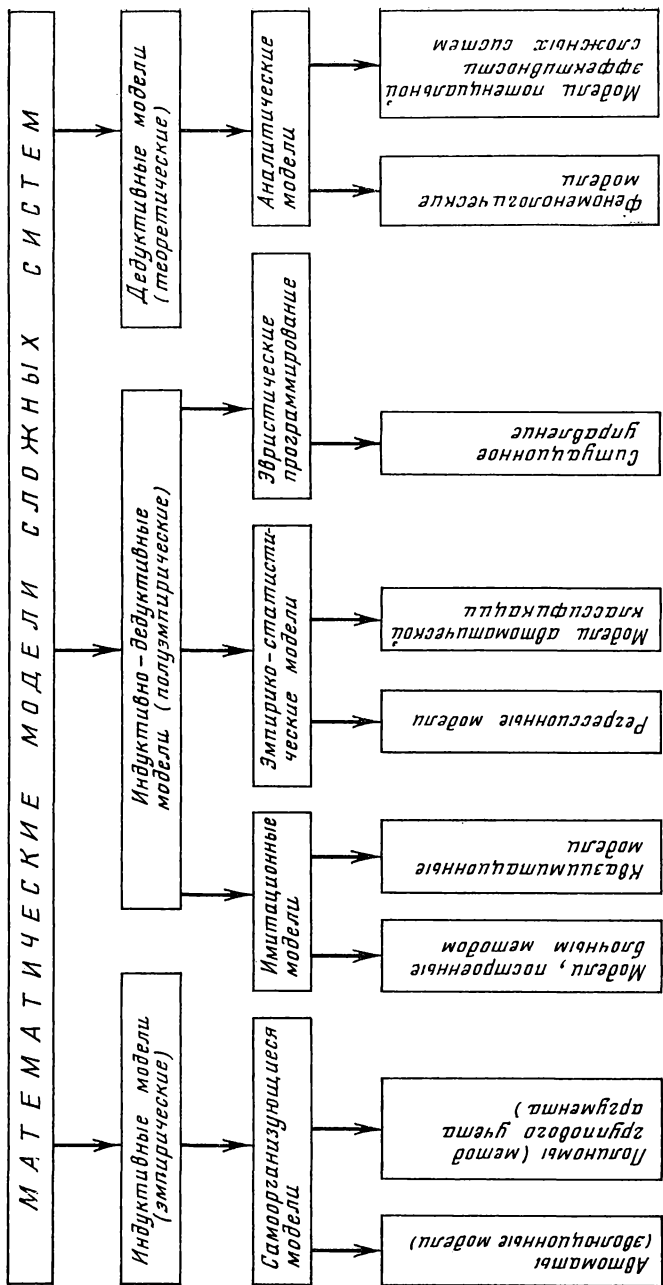 МАТЕМАТИЧЕСКИЕ МОДЕЛИ СЛОЖНЫХ СИСТЕМ
Индуктивные модели
(эмпирические)
Индуктивно-дедуктивные
модели (полуэмпирические)
Дедуктивные модели
(теоретические)
Самоорганизующиеся
модели
Имитационные
модели
Эмпирико-статисти-
ческие модели
Эвристические
программирование
Аналитические
модели
Автоматы
(эволюционные модели)
Полиномы (метод
группового учета
аргумента)
Модели, построенные
блочным методом
Квазиимитационные
модели
Регрессионные модели
Модели автоматической
классификации
Ситуационное
управление
Феноменологические
модели
Модели потенциальной
эффективности
сложных систем